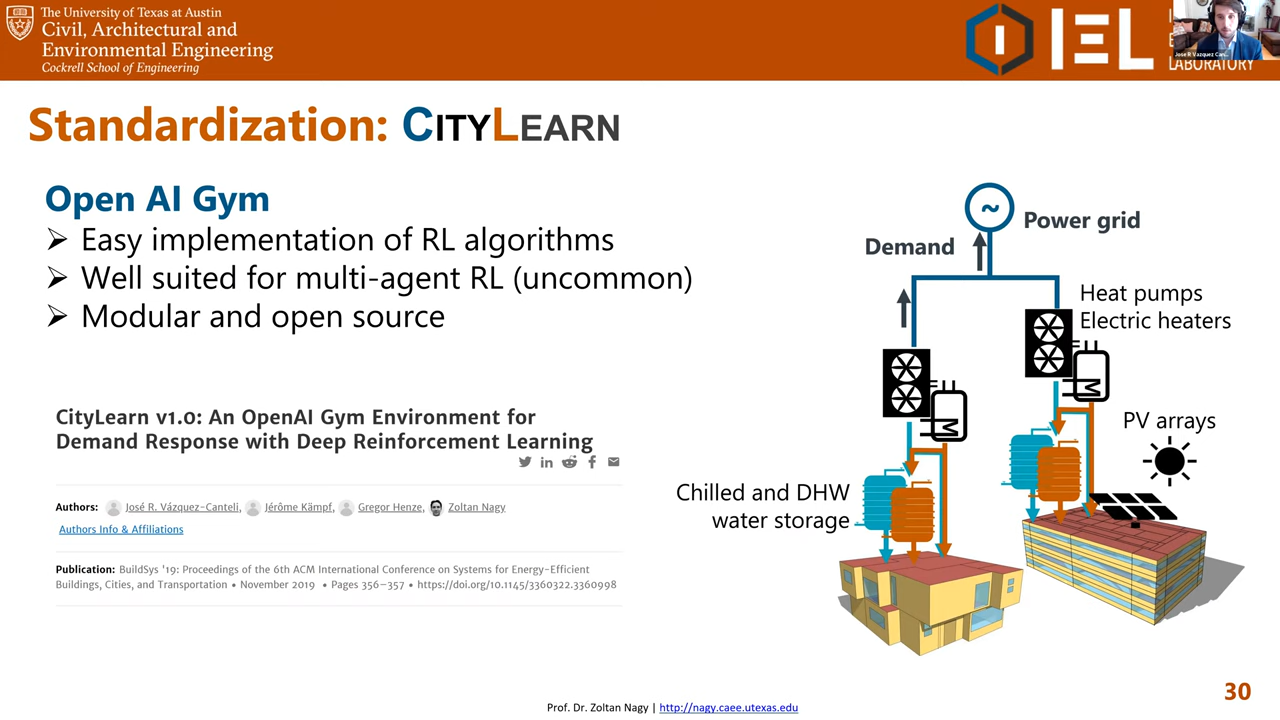 The University of Texas at Austin
Civil, Architectural and
Environmental Engineering
Cockrell School of Engineering
IEL
LABORATORY
Standardization: CITYLEARN
Open AI Gym
➢ Easy implementation of RL algorithms
➢ Well suited for multi-agent RL (uncommon)
➢ Modular and open source
CityLearn v1.0: An OpenAI Gym Environment for
Demand Response with Deep Reinforcement Learning
Authors: José R. Vázquez-Canteli, Jérôme Kämpf, Gregor Henze, Zoltan Nagy
Authors Info & Affiliations
Publication: BuildSys '19: Proceedings of the 6th ACM International Conference on Systems for Energy-Efficient
Buildings, Cities, and Transportation • November 2019 • Pages 356–357 • https://doi.org/10.1145/3360322.3360998
~
Power grid
Demand
Heat pumps
Electric heaters
M
M
PV arrays
Chilled and DHW
water storage
Prof. Dr. Zoltan Nagy | http://nagy.caee.utexas.edu
30